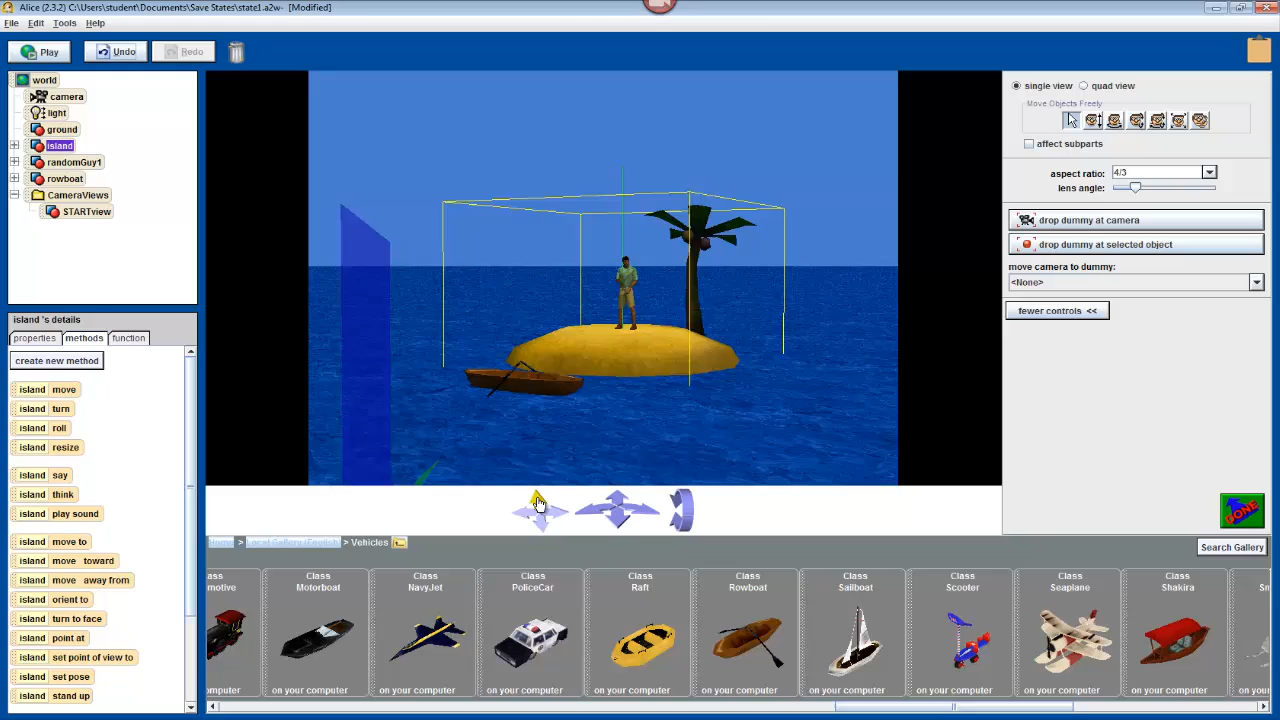 Alice (2.3.2) C:\Users\student\Documents\Save States\state1.a2w- [Modified]
File Edit Tools Help
Play Undo Redo
world
camera
light
ground
island
randomGuy1
rowboat
CameraViews
STARTview
island 's details
properties methods function
create new method
island move
island turn
island roll
island resize
island say
island think
island play sound
island move to
island move toward
island move away from
island orient to
island turn to face
island point at
island set point of view to
island set pose
island stand up
single view quad view
Move Objects Freely
affect subparts
aspect ratio: 4/3
lens angle:
drop dummy at camera
drop dummy at selected object
move camera to dummy:
<None>
fewer controls <<
DONE
Home > Local Gallery (English) > Vehicles
Search Gallery
ass Class Class Class Class Class Class Class Class Class
motive Motorboat NavyJet PoliceCar Raft Rowboat Sailboat Scooter Seaplane Shakira Sn
omputer on your computer on your computer on your computer on your computer on your computer on your computer on your computer on your computer on your computer on